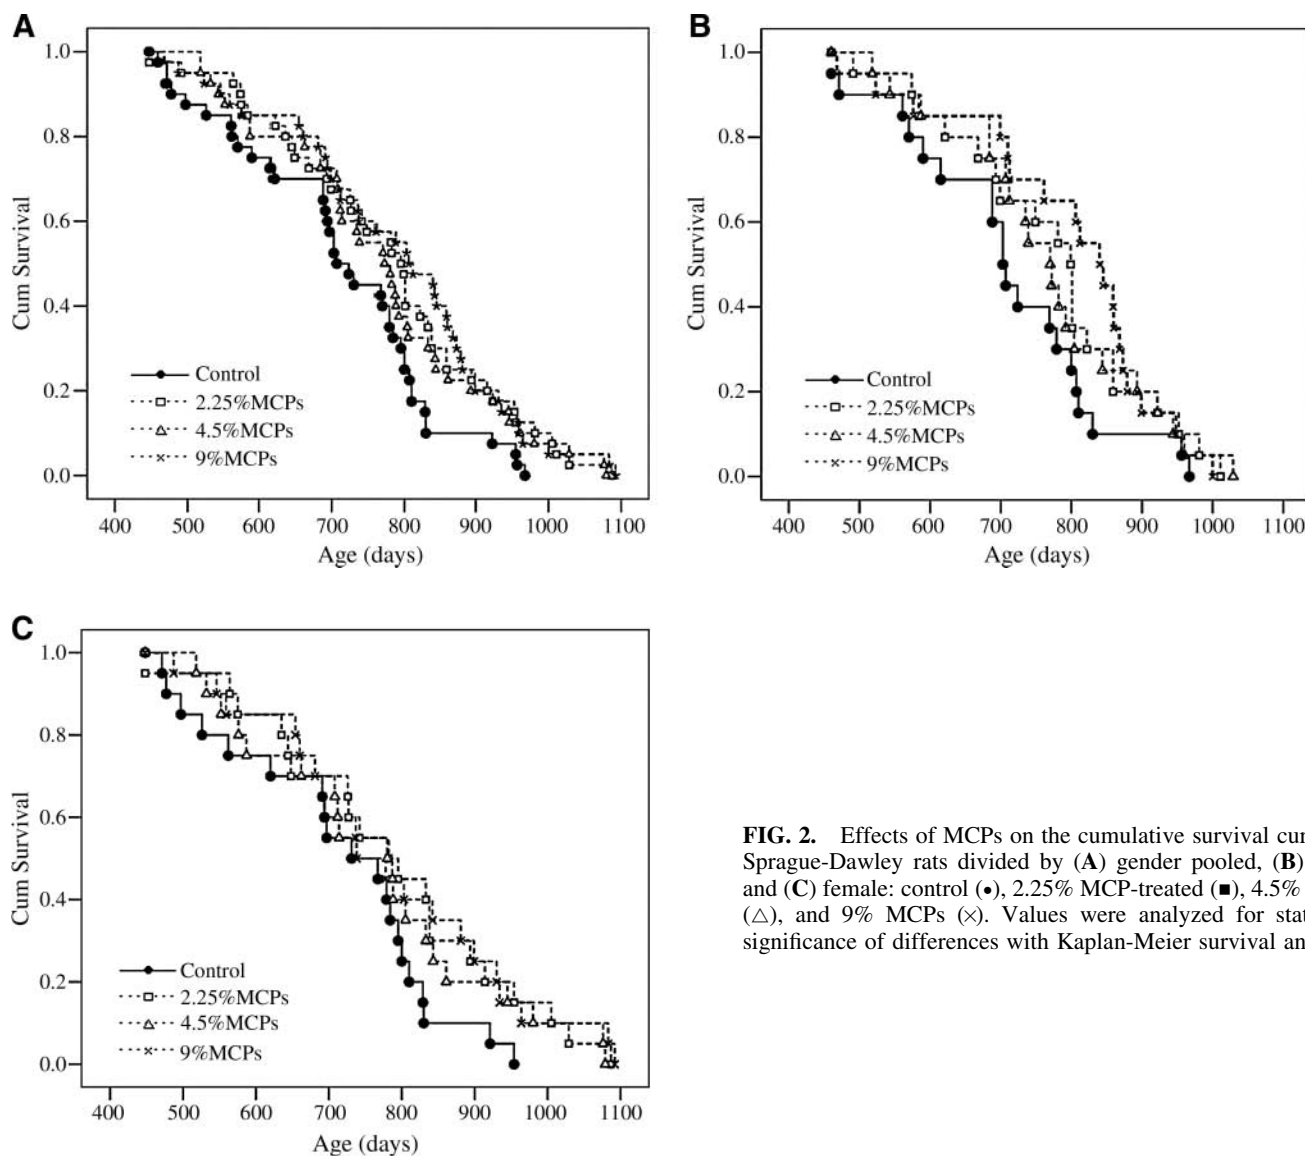 A
Cum Survival
1.0
0.8
0.6
0.4
0.2
0.0
Control
2.25%MCPs
4.5%MCPs
9%MCPs
400 500 600 700 800 900 1000 1100
Age (days)
B
Cum Survival
1.0
0.8
0.6
0.4
0.2
0.0
Control
2.25%MCPs
4.5%MCPs
9%MCPs
400 500 600 700 800 900 1000 1100
Age (days)
C
Cum Survival
1.0
0.8
0.6
0.4
0.2
0.0
Control
2.25%MCPs
4.5%MCPs
9%MCPs
400 500 600 700 800 900 1000 1100
Age (days)
FIG. 2. Effects of MCPs on the cumulative survival cur
Sprague-Dawley rats divided by (A) gender pooled, (B)
and (C) female: control (•), 2.25% MCP-treated (■), 4.5%
(△), and 9% MCPs (×). Values were analyzed for stat
significance of differences with Kaplan-Meier survival an